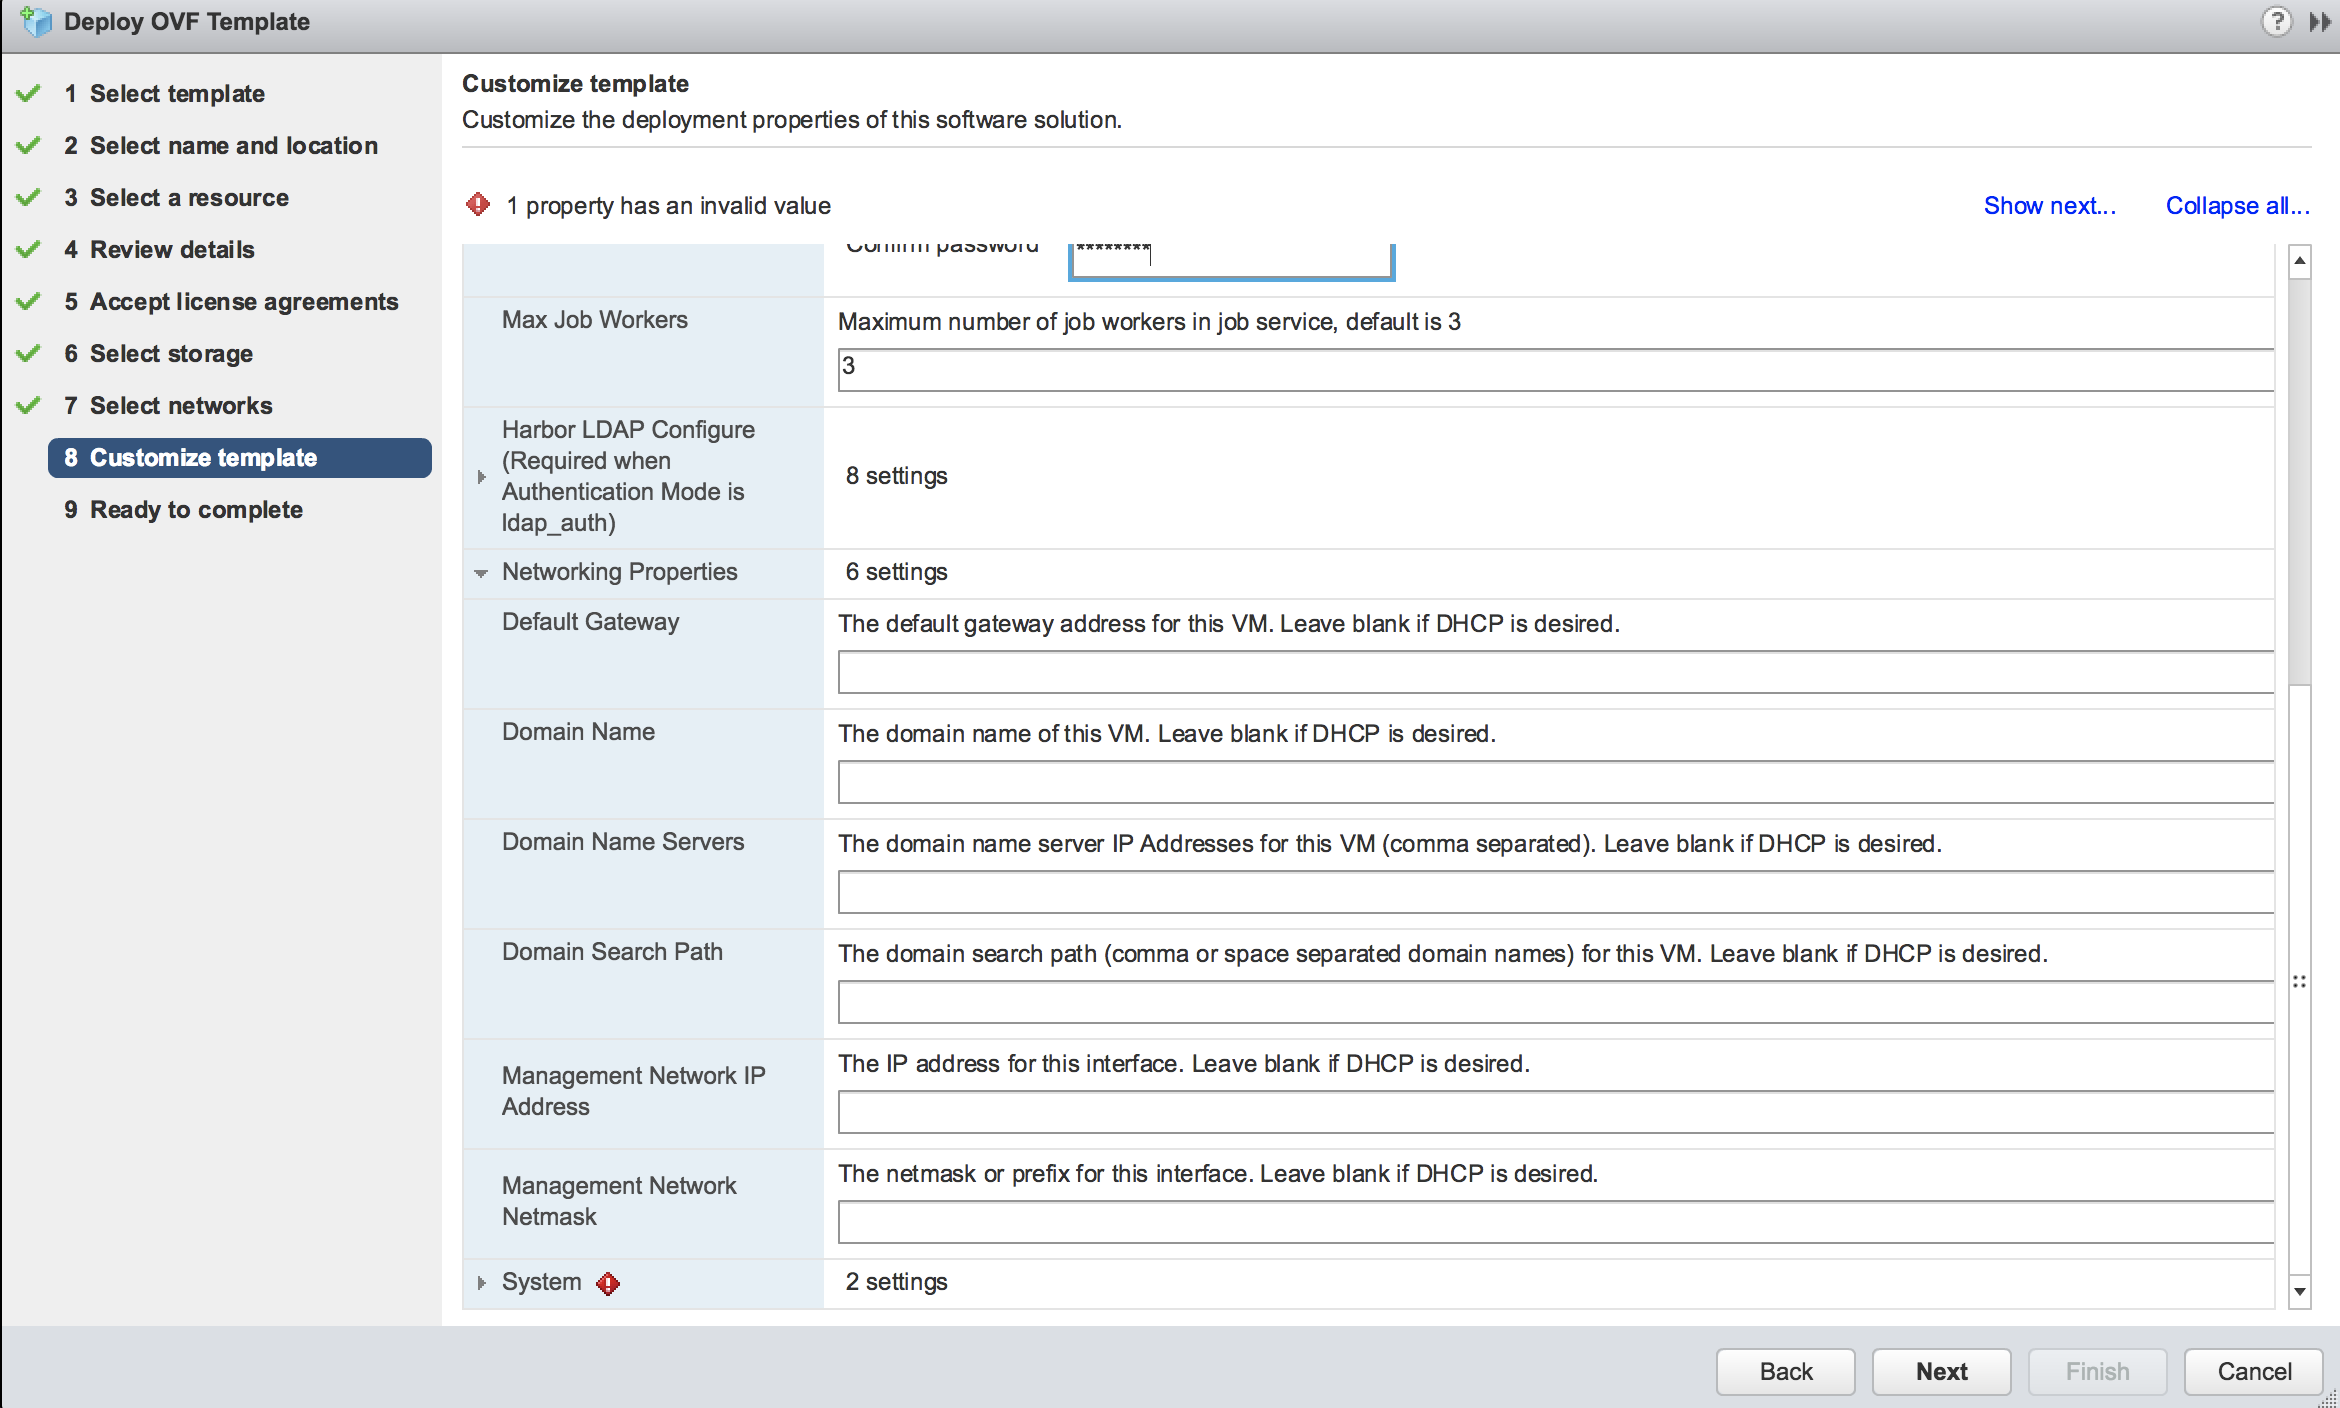 Deploy OVF Template
?
1 Select template
2 Select name and location
3 Select a resource
4 Review details
5 Accept license agreements
6 Select storage
7 Select networks
8 Customize template
9 Ready to complete
Customize template
Customize the deployment properties of this software solution.
1 property has an invalid value
Show next...
Collapse all...
Confirm password
********
Max Job Workers
Maximum number of job workers in job service, default is 3
3
Harbor LDAP Configure
(Required when
Authentication Mode is
ldap_auth)
8 settings
Networking Properties
6 settings
Default Gateway
The default gateway address for this VM. Leave blank if DHCP is desired.
Domain Name
The domain name of this VM. Leave blank if DHCP is desired.
Domain Name Servers
The domain name server IP Addresses for this VM (comma separated). Leave blank if DHCP is desired.
Domain Search Path
The domain search path (comma or space separated domain names) for this VM. Leave blank if DHCP is desired.
Management Network IP
Address
The IP address for this interface. Leave blank if DHCP is desired.
Management Network
Netmask
The netmask or prefix for this interface. Leave blank if DHCP is desired.
System
2 settings
Back
Next
Finish
Cancel